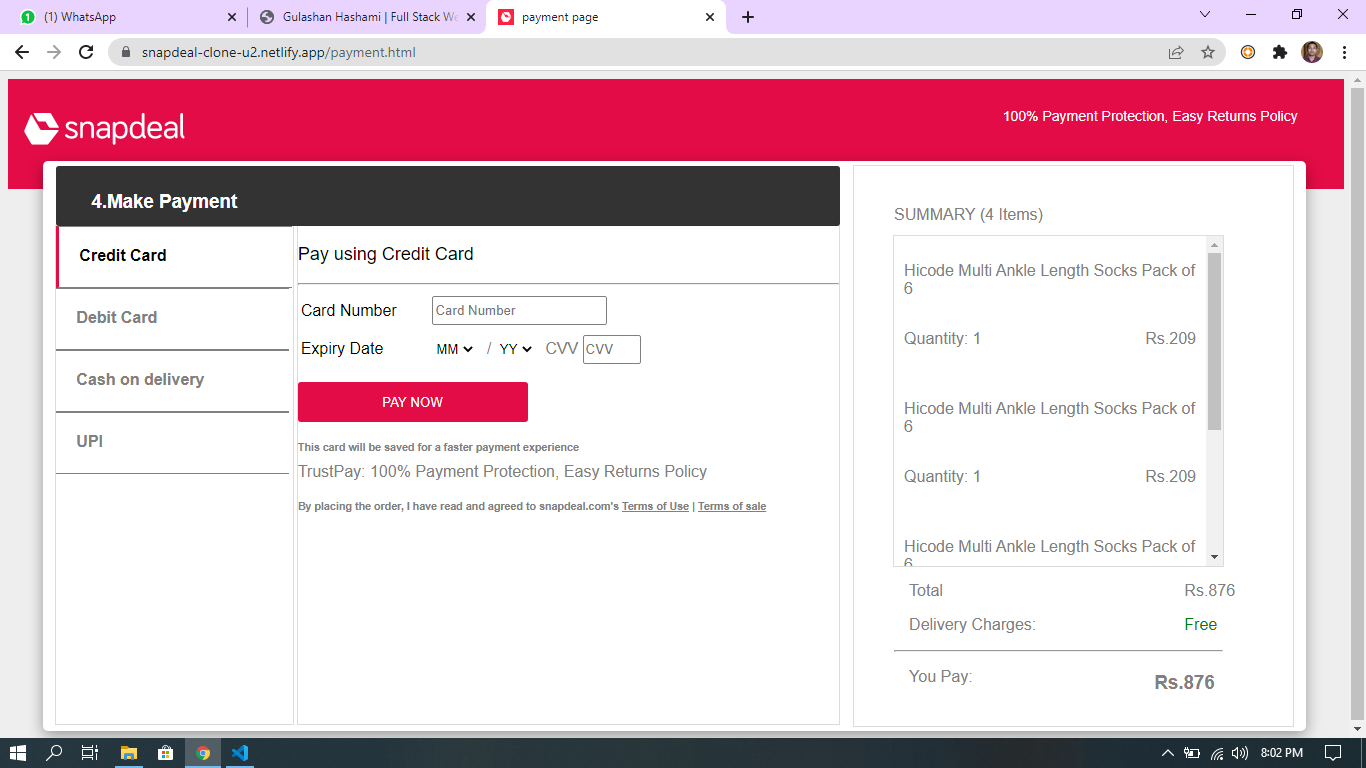 (1) WhatsApp
Gulashan Hashami | Full Stack We
payment page
snapdeal-clone-u2.netlify.app/payment.html
snapdeal
100% Payment Protection, Easy Returns Policy
4.Make Payment
Credit Card
Debit Card
Cash on delivery
UPI
Pay using Credit Card
Card Number Card Number
Expiry Date MM / YY CVV CVV
PAY NOW
This card will be saved for a faster payment experience
TrustPay: 100% Payment Protection, Easy Returns Policy
By placing the order, I have read and agreed to snapdeal.com's Terms of Use | Terms of sale
SUMMARY (4 Items)
Hicode Multi Ankle Length Socks Pack of
6
Quantity: 1 Rs.209
Hicode Multi Ankle Length Socks Pack of
6
Quantity: 1 Rs.209
Hicode Multi Ankle Length Socks Pack of
6
Total Rs.876
Delivery Charges: Free
You Pay: Rs.876
8:02 PM